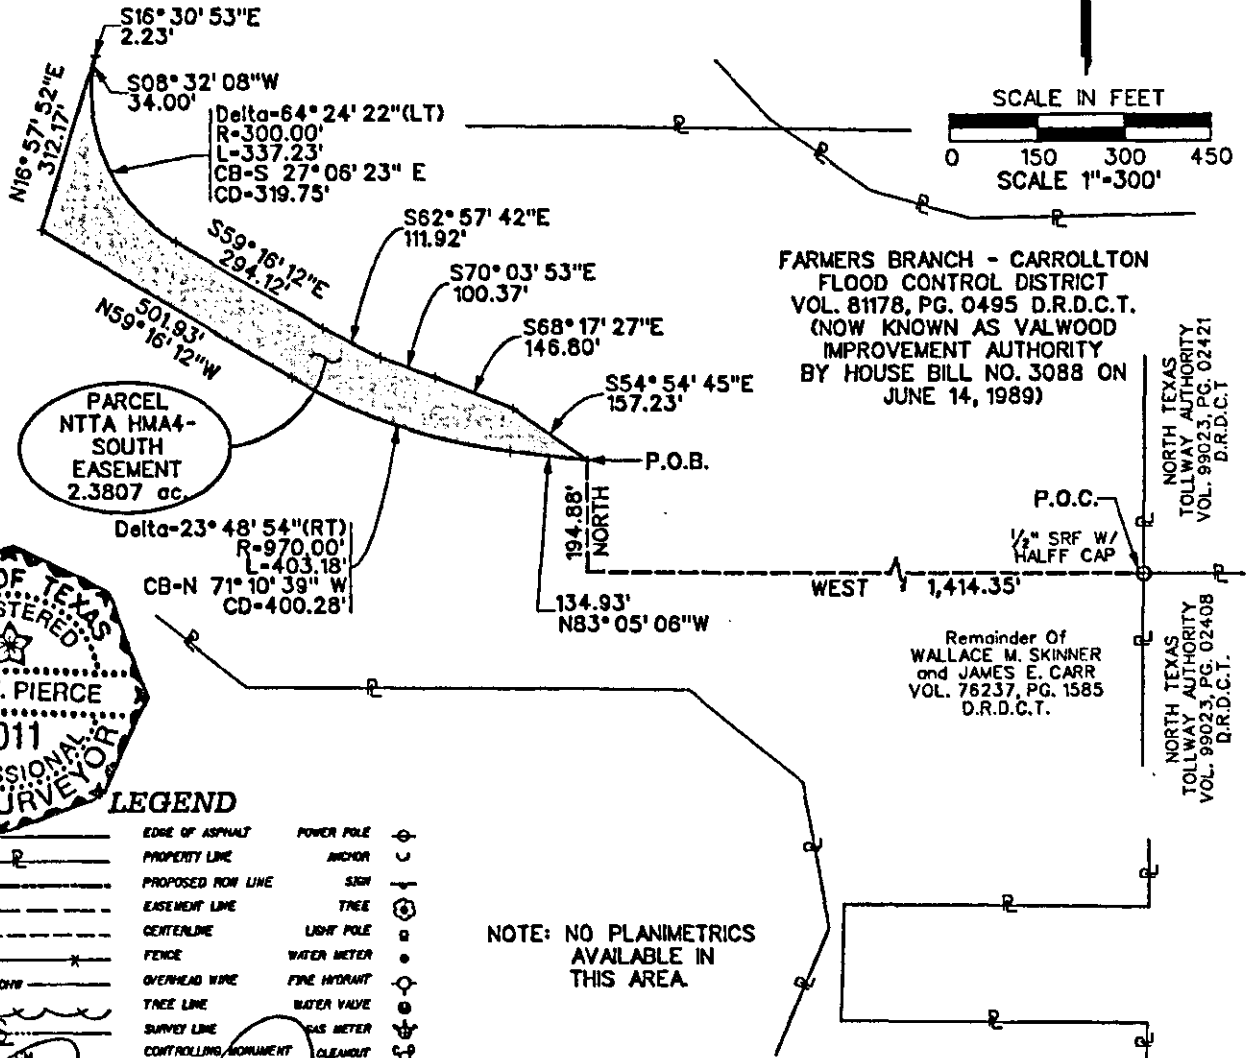 S16° 30' 53"E
2.23'
S08° 32' 08"W
34.00'
N16° 57' 52"E
312.17'
Delta=64° 24' 22"(LT)
R=300.00'
L=337.23'
CB=S 27° 06' 23" E
CD=319.75'
SCALE IN FEET
0 150 300 450
SCALE 1"=300'
S62° 57' 42"E
111.92'
S59° 16' 12"E
294.12'
S70° 03' 53"E
100.37'
S68° 17' 27"E
146.80'
S54° 54' 45"E
157.23'
501.93'
N59° 16' 12"W
FARMERS BRANCH - CARROLLTON
FLOOD CONTROL DISTRICT
VOL. 81178, PG. 0495 D.R.D.C.T.
(NOW KNOWN AS VALWOOD
IMPROVEMENT AUTHORITY
BY HOUSE BILL NO. 3088 ON
JUNE 14, 1989)
NORTH TEXAS
TOLLWAY AUTHORITY
VOL. 99023, PG. 02421
D.R.D.C.T
PARCEL
NTTA HMA4-
SOUTH
EASEMENT
2.3807 ac.
P.O.B.
194.88'
NORTH
P.O.C.
1/2" SRF W/
HALFF CAP
WEST 1,414.35'
Delta=23° 48' 54"(RT)
R=970.00'
L=403.18'
CB=N 71° 10' 39" W
CD=400.28'
134.93'
N83° 05' 06"W
Remainder Of
WALLACE M. SKINNER
and JAMES E. CARR
VOL. 76237, PG. 1585
D.R.D.C.T.
NORTH TEXAS
TOLLWAY AUTHORITY
VOL. 99023, PG. 02408
D.R.D.C.T.
OF TEXAS
STERED
. PIERCE
011
SSIONAL
URVEYOR
LEGEND
EDGE OF ASPHALT POWER POLE
PROPERTY LINE ANCHOR
PROPOSED ROW LINE SIGN
EASEMENT LINE TREE
CENTERLINE LIGHT POLE
FENCE WATER METER
OHW OVERHEAD WIRE FIRE HYDRANT
TREE LINE WATER VALVE
SURVEY LINE GAS METER
CONTROLLING MONUMENT CLEANOUT
NOTE: NO PLANIMETRICS
AVAILABLE IN
THIS AREA.